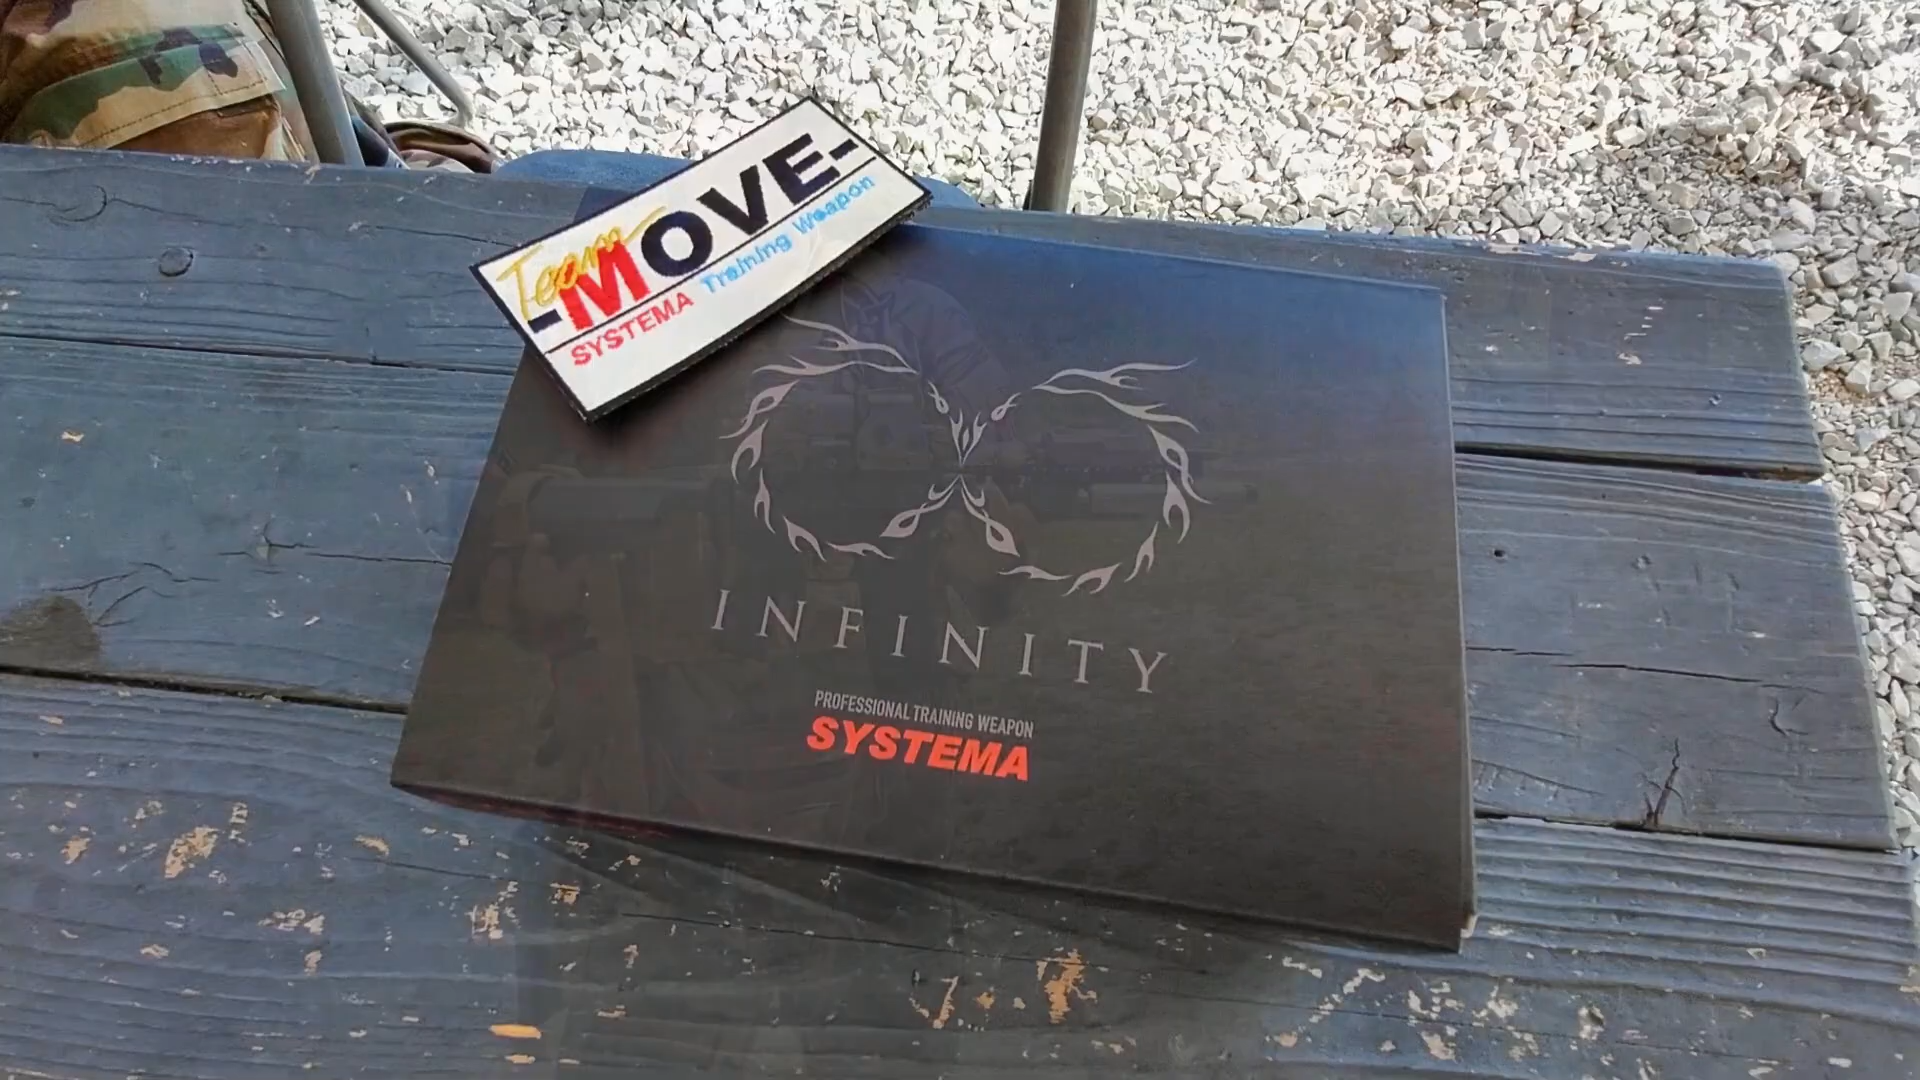 Team
-MOVE-
SYSTEMA Training Weapon
INFINITY
PROFESSIONAL TRAINING WEAPON
SYSTEMA